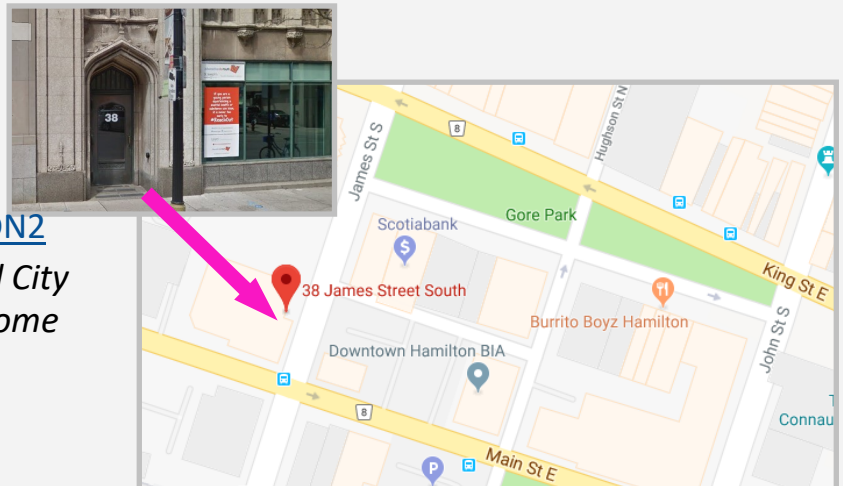 38
#ReachOut
ON2
City
ome
James St S
8
Hughson St N
Scotiabank
$
Gore Park
38 James Street South
King St E
Burrito Boyz Hamilton
Downtown Hamilton BIA
John St S
8
Connau
P
Main St E